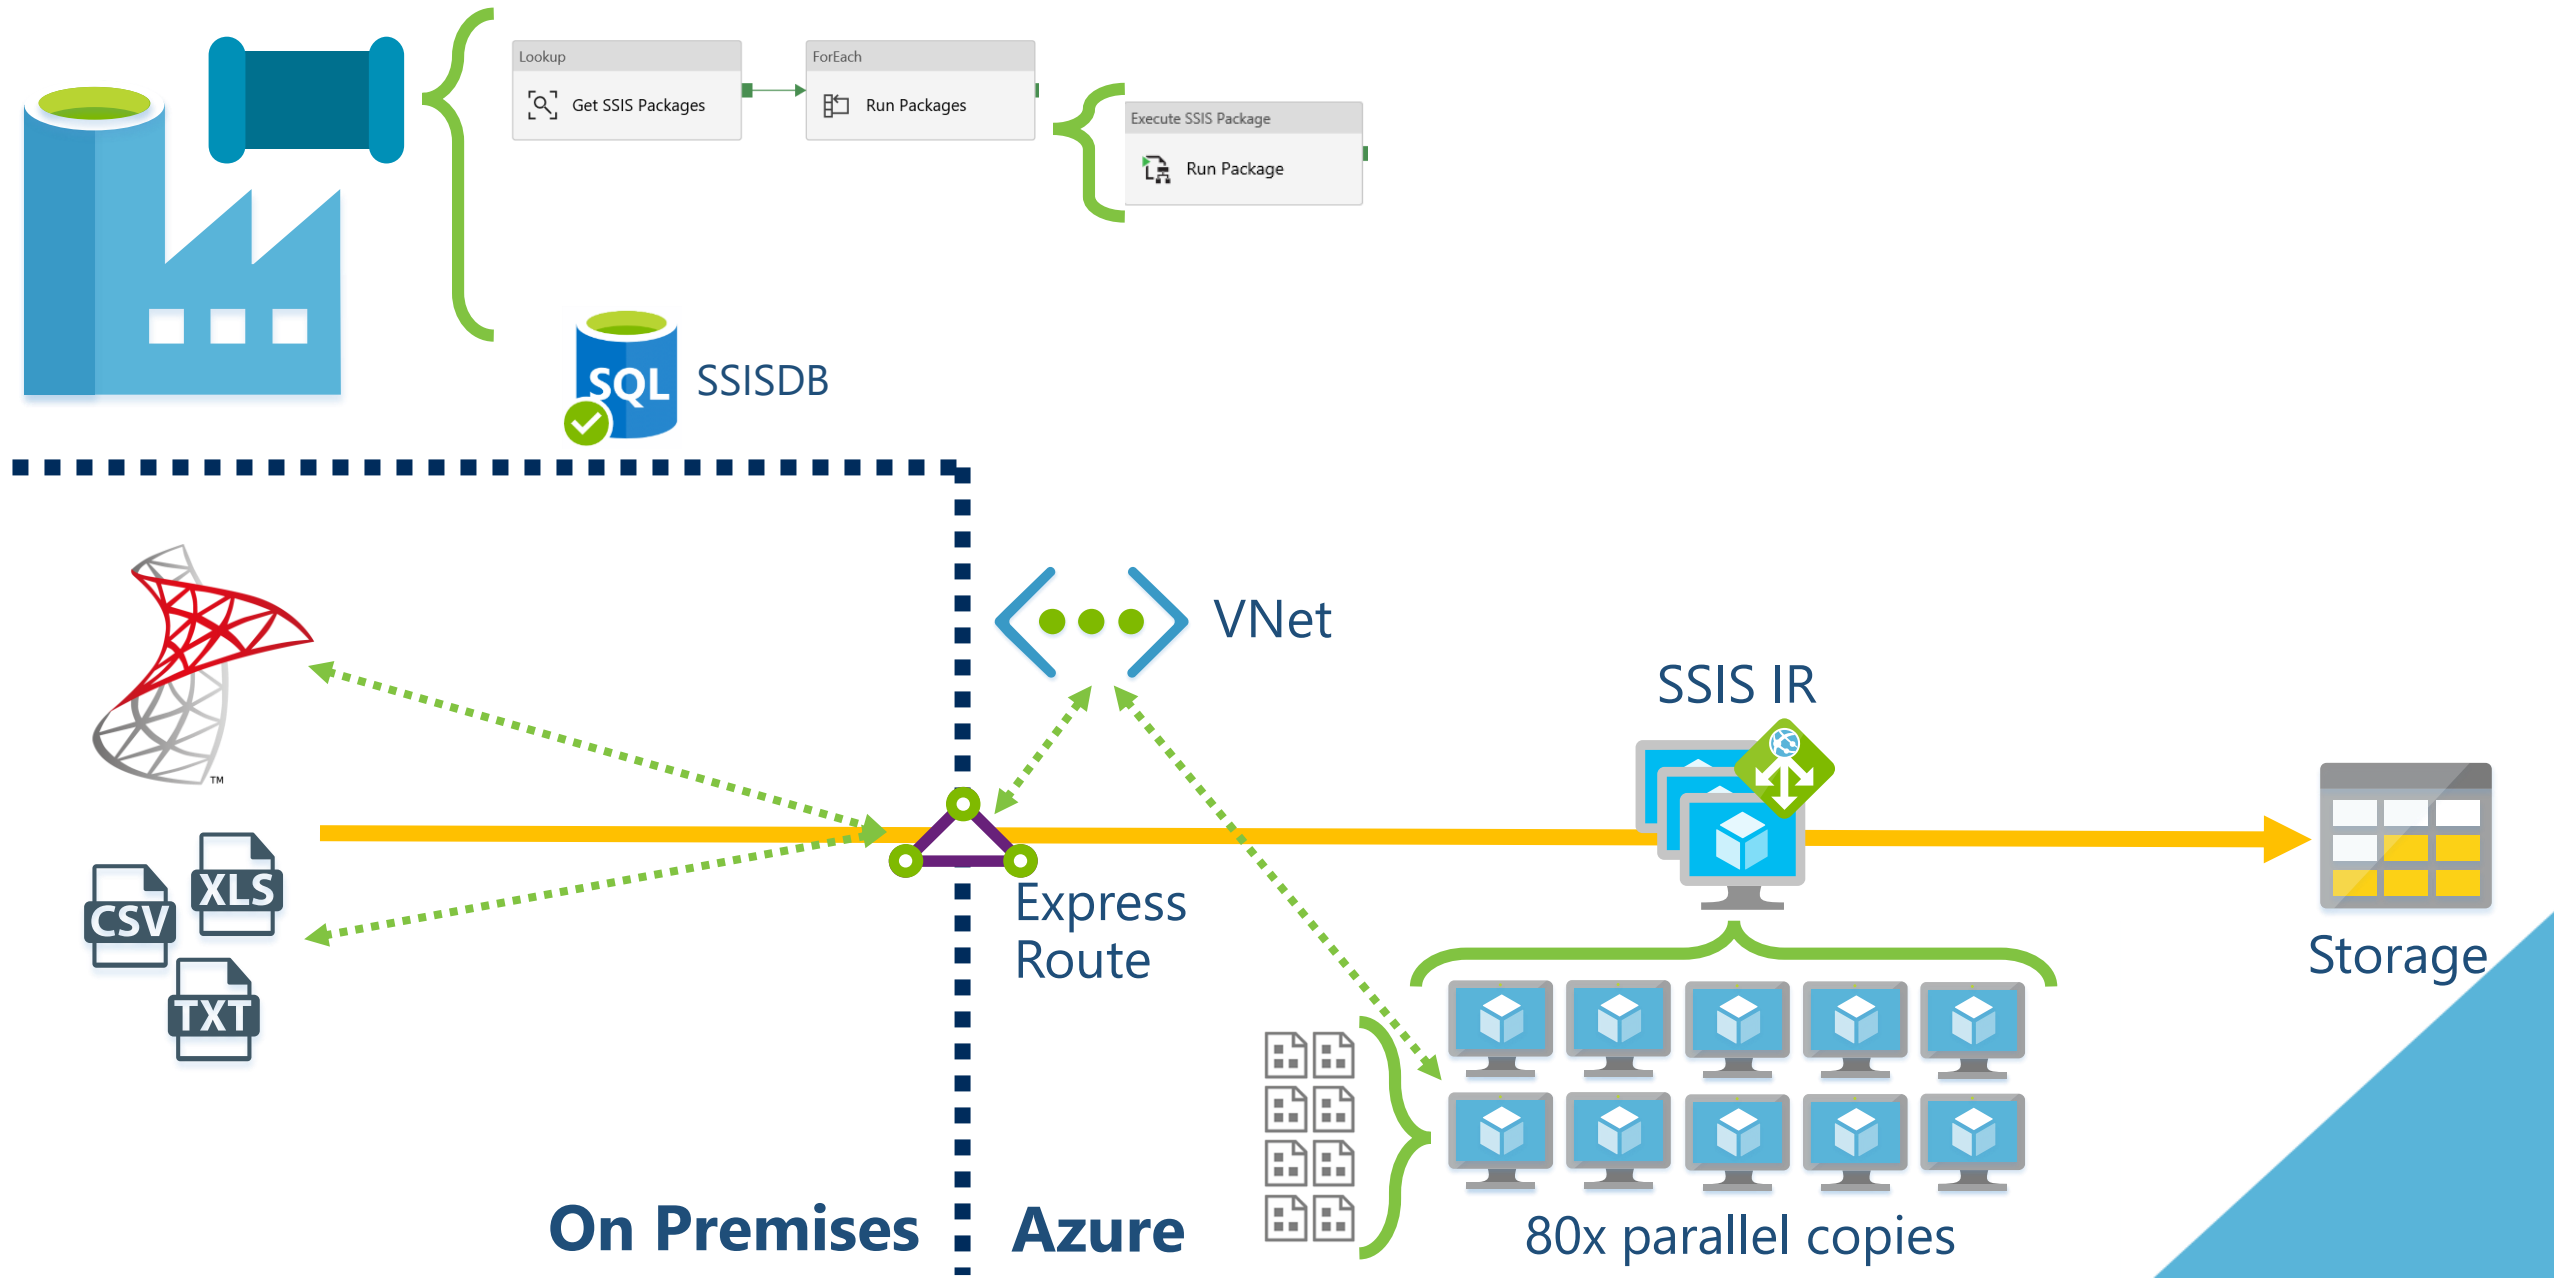 Lookup
Get SSIS Packages
ForEach
Run Packages
Execute SSIS Package
Run Package
SQL
SSISDB
VNet
SSIS IR
TM
XLS
CSV
TXT
Express
Route
Storage
On Premises
Azure
80x parallel copies